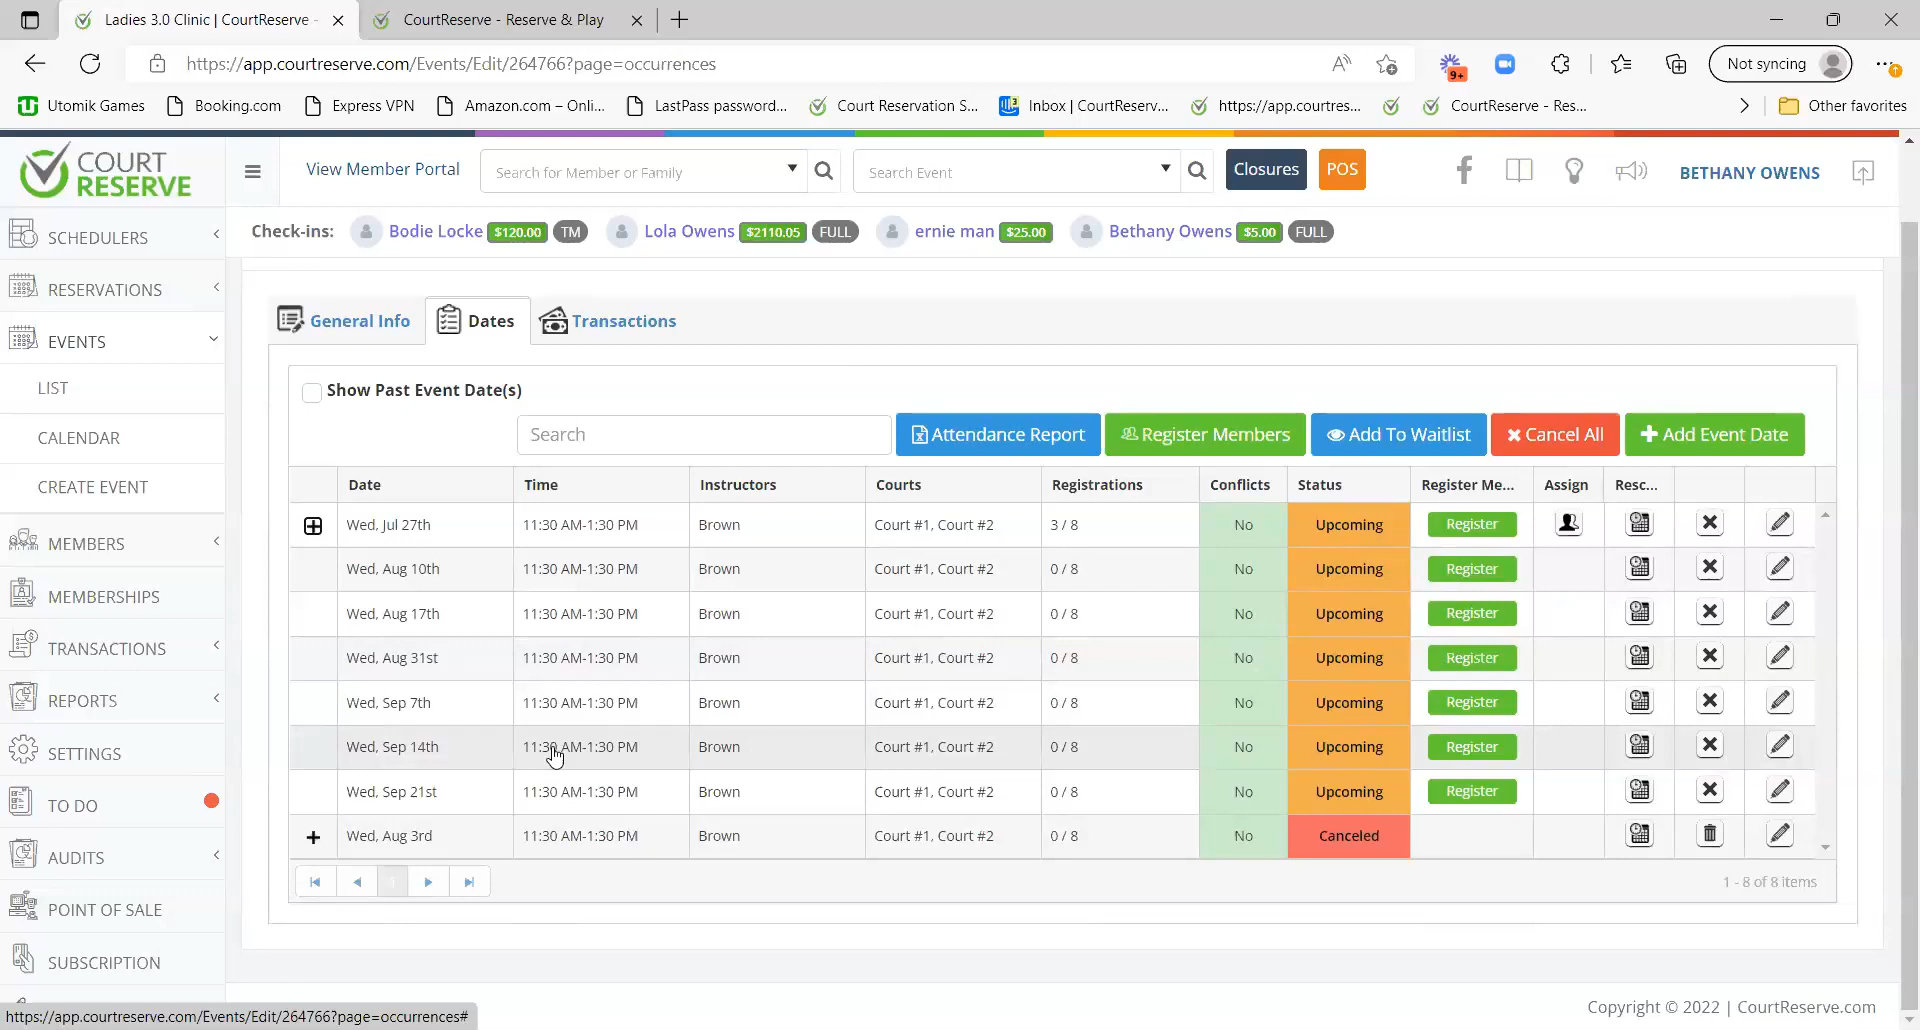 Ladies 3.0 Clinic | CourtReserve - CourtReserve - Reserve & Play
https://app.courtreserve.com/Events/Edit/264766?page=occurrences 9+ Not syncing
Utomik Games Booking.com Express VPN Amazon.com – Onli... LastPass password... Court Reservation S... 3 Inbox | CourtReserv... https://app.courtres... CourtReserve - Res... Other favorites
COURT RESERVE View Member Portal Search for Member or Family Search Event Closures POS BETHANY OWENS
Check-ins: Bodie Locke $120.00 TM Lola Owens $2110.05 FULL ernie man $25.00 Bethany Owens $5.00 FULL
SCHEDULERS
RESERVATIONS
EVENTS
LIST
CALENDAR
CREATE EVENT
MEMBERS
MEMBERSHIPS
TRANSACTIONS
REPORTS
SETTINGS
TO DO
AUDITS
POINT OF SALE
SUBSCRIPTION
General Info Dates Transactions
Show Past Event Date(s)
Search Attendance Report Register Members Add To Waitlist Cancel All Add Event Date
Date Time Instructors Courts Registrations Conflicts Status Register Me... Assign Resc...
Wed, Jul 27th 11:30 AM-1:30 PM Brown Court #1, Court #2 3 / 8 No Upcoming Register
Wed, Aug 10th 11:30 AM-1:30 PM Brown Court #1, Court #2 0 / 8 No Upcoming Register
Wed, Aug 17th 11:30 AM-1:30 PM Brown Court #1, Court #2 0 / 8 No Upcoming Register
Wed, Aug 31st 11:30 AM-1:30 PM Brown Court #1, Court #2 0 / 8 No Upcoming Register
Wed, Sep 7th 11:30 AM-1:30 PM Brown Court #1, Court #2 0 / 8 No Upcoming Register
Wed, Sep 14th 11:30 AM-1:30 PM Brown Court #1, Court #2 0 / 8 No Upcoming Register
Wed, Sep 21st 11:30 AM-1:30 PM Brown Court #1, Court #2 0 / 8 No Upcoming Register
Wed, Aug 3rd 11:30 AM-1:30 PM Brown Court #1, Court #2 0 / 8 No Canceled
1 - 8 of 8 items
https://app.courtreserve.com/Events/Edit/264766?page=occurrences#
Copyright © 2022 | CourtReserve.com